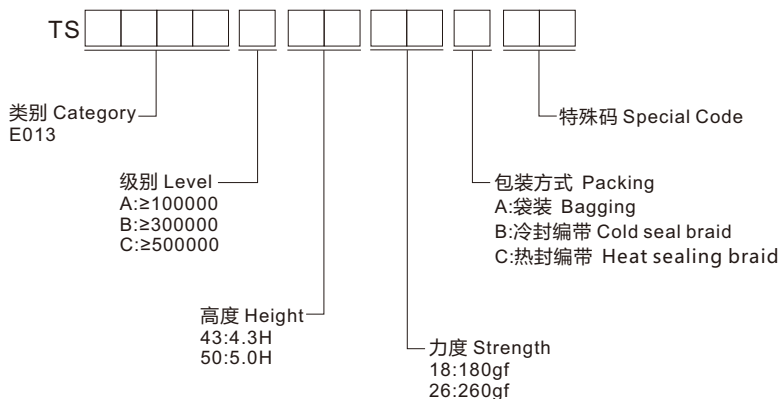 TS
类别 Category
E013
特殊码 Special Code
级别 Level
A:≥100000
B:≥300000
C:≥500000
包装方式 Packing
A:袋装 Bagging
B:冷封编带 Cold seal braid
C:热封编带 Heat sealing braid
高度 Height
43:4.3H
50:5.0H
力度 Strength
18:180gf
26:260gf